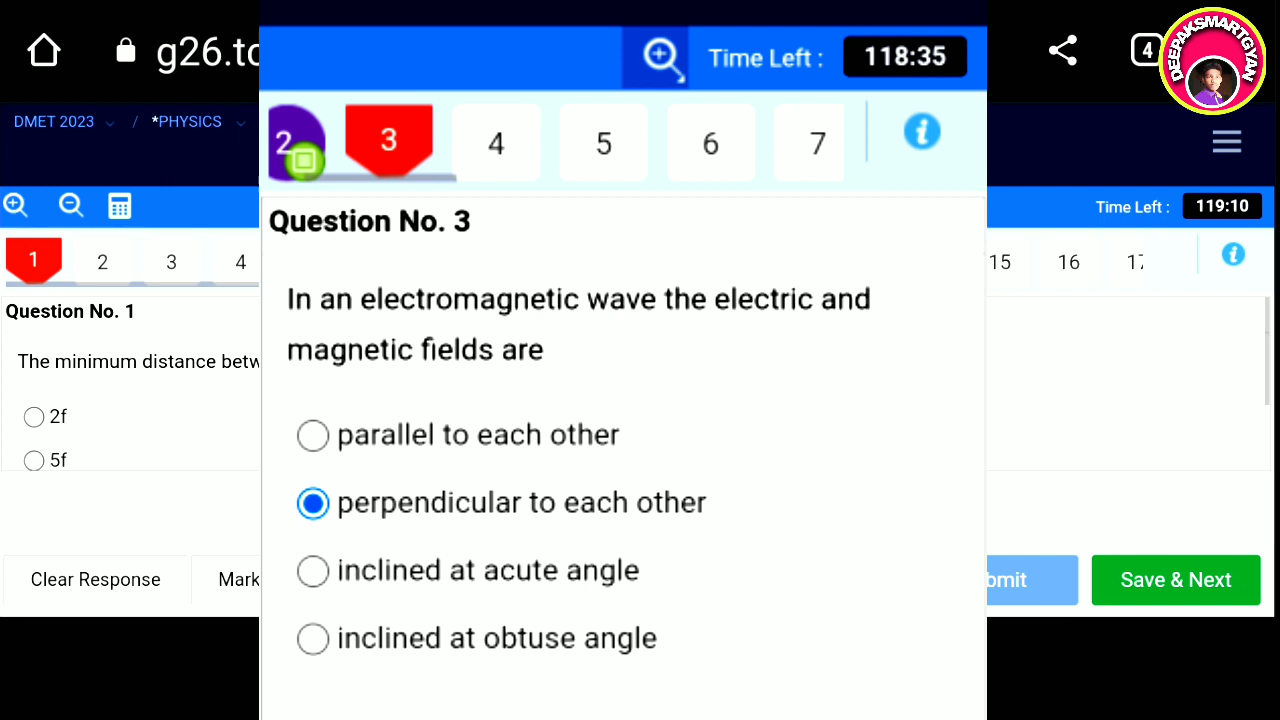 g26.tc
4
DEEPAKSMARTGYAN
DMET 2023 / *PHYSICS
Time Left : 118:35
2 3 4 5 6 7
Question No. 3
In an electromagnetic wave the electric and
magnetic fields are
parallel to each other
perpendicular to each other
inclined at acute angle
inclined at obtuse angle
Time Left : 119:10
1 2 3 4
15 16 17
Question No. 1
The minimum distance betw
2f
5f
Clear Response
Mark
bmit
Save & Next